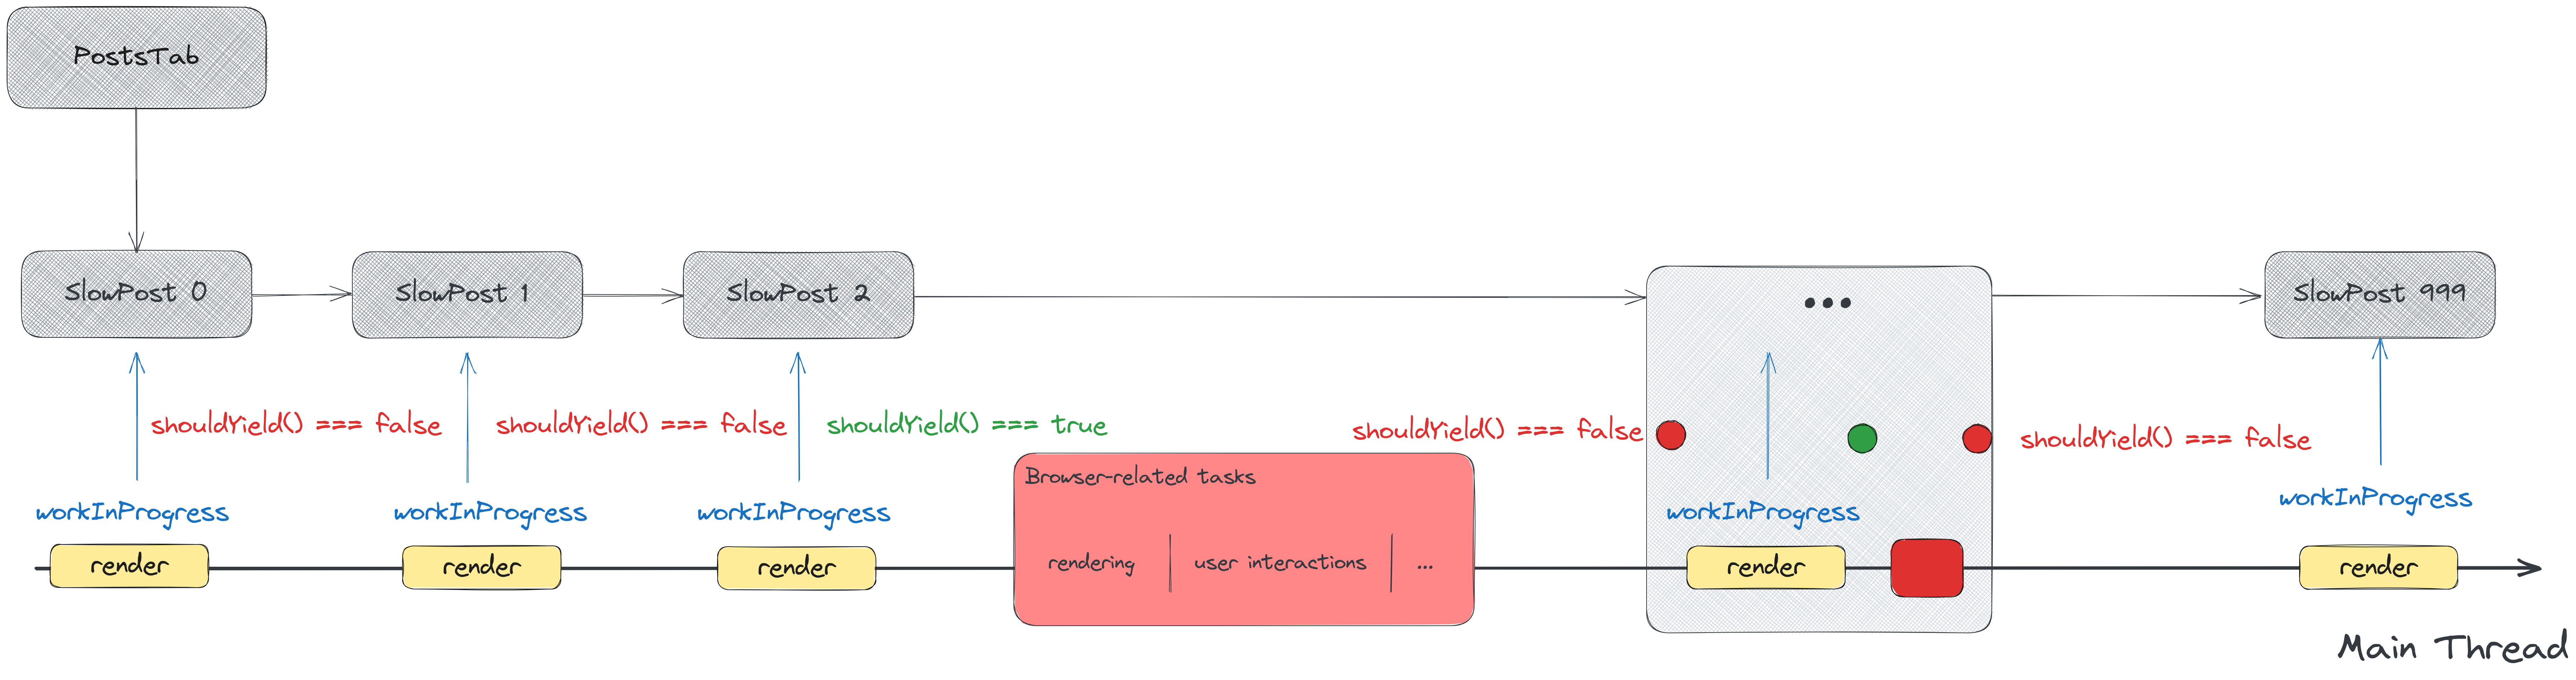 PostsTab
SlowPost 0
SlowPost 1
SlowPost 2
...
SlowPost 999
shouldYield() === false
shouldYield() === false
shouldYield() === true
shouldYield() === false
shouldYield() === false
Browser-related tasks
workInProgress
workInProgress
workInProgress
workInProgress
workInProgress
render
render
render
rendering
user interactions
...
render
render
Main Thread